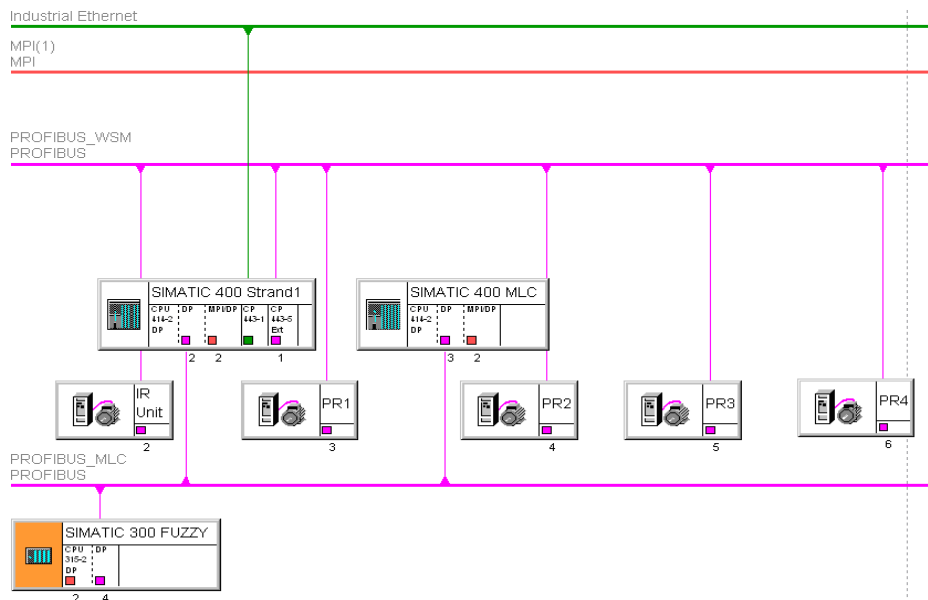 Industrial Ethernet
MPI(1)
MPI
PROFIBUS_WSM
PROFIBUS
SIMATIC 400 Strand1
CPU 414-2 DP
DP
MPI/DP
CP 443-1
CP 443-5 Ext
2 2 1
SIMATIC 400 MLC
CPU 414-2 DP
DP
MPI/DP
3 2
IR
Unit
2
PR1
3
PR2
4
PR3
5
PR4
6
PROFIBUS_MLC
PROFIBUS
SIMATIC 300 FUZZY
CPU 315-2 DP
DP
2 4